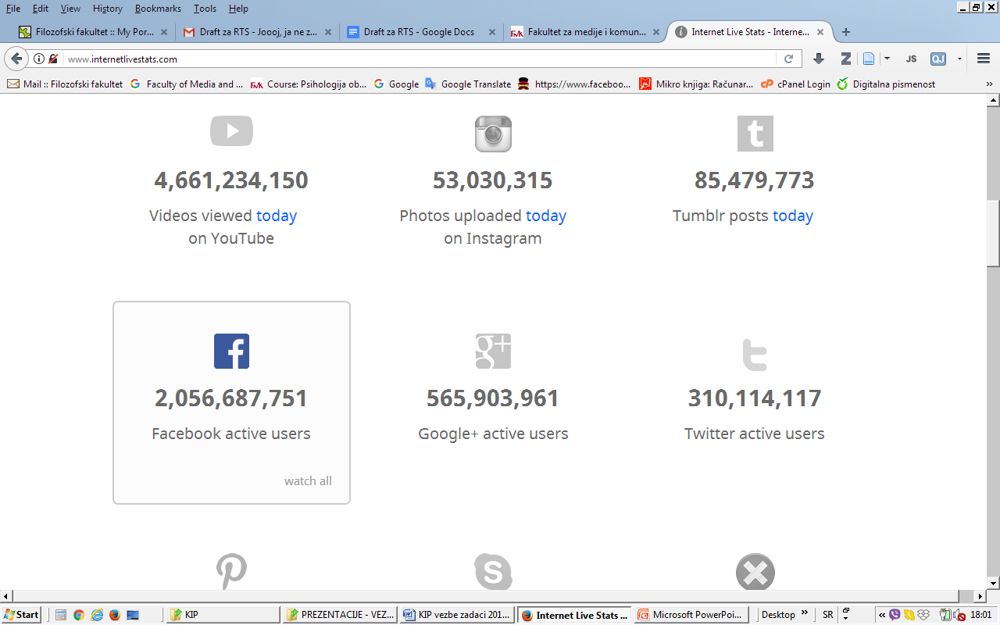 File Edit View History Bookmarks Tools Help
Filozofski fakultet :: My Por... Draft za RTS - Joooj, ja ne z... Draft za RTS - Google Docs FMK Fakultet za medije i komun... Internet Live Stats - Interne...
www.internetlivestats.com JS QJ
Mail :: Filozofski fakultet Faculty of Media and ... FMK Course: Psihologija ob... Google Google Translate https://www.faceboo... Mikro knjiga: Računar... cP cPanel Login Digitalna pismenost »
4,661,234,150 53,030,315 85,479,773
Videos viewed today Photos uploaded today Tumblr posts today
on YouTube on Instagram
2,056,687,751 565,903,961 310,114,117
Facebook active users Google+ active users Twitter active users
watch all
Start KIP PREZENTACIJE - VEZ... KIP vezbe zadaci 201... Internet Live Stats ... Microsoft PowerPoi... Desktop » SR « 18:01